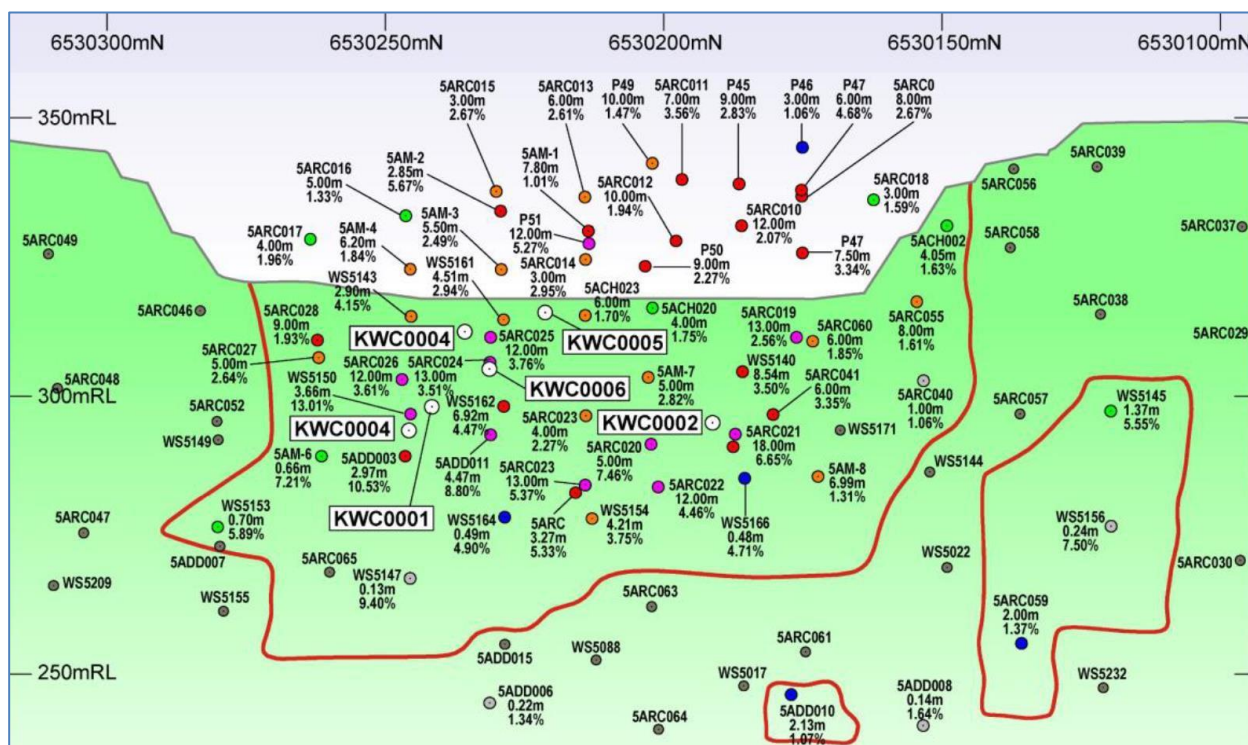 6530300mN
6530250mN
6530200mN
6530150mN
6530100mN
350mRL
300mRL
250mRL
5ARC015
3.00m
2.67%
5ARC013
6.00m
2.61%
P49
10.00m
1.47%
5ARC011
7.00m
3.56%
P45
9.00m
2.83%
P46
3.00m
1.06%
P47
6.00m
4.68%
5ARC0
8.00m
2.67%
5ARC016
5.00m
1.33%
5AM-2
2.85m
5.67%
5AM-1
7.80m
1.01%
5ARC012
10.00m
1.94%
5ARC018
3.00m
1.59%
5ARC056
5ARC039
5ARC017
4.00m
1.96%
5AM-4
6.20m
1.84%
5AM-3
5.50m
2.49%
P51
12.00m
5.27%
5ARC010
12.00m
2.07%
5ACH002
4.05m
1.63%
5ARC058
5ARC037
5ARC049
WS5143
2.90m
4.15%
WS5161
4.51m
2.94%
5ARC014
3.00m
2.95%
P50
9.00m
2.27%
P47
7.50m
3.34%
5ARC046
5ARC028
9.00m
1.93%
5ACH023
6.00m
1.70%
5ACH020
4.00m
1.75%
5ARC019
13.00m
2.56%
5ARC060
6.00m
1.85%
5ARC055
8.00m
1.61%
5ARC038
5ARC029
KWC0004
KWC0005
5ARC027
5.00m
2.64%
5ARC026
12.00m
3.61%
5ARC024
13.00m
3.51%
5ARC025
12.00m
3.76%
WS5140
8.54m
3.50%
5ARC041
6.00m
3.35%
5ARC048
WS5150
3.66m
13.01%
KWC0006
5AM-7
5.00m
2.82%
5ARC040
1.00m
1.06%
5ARC057
WS5145
1.37m
5.55%
5ARC052
WS5149
KWC0004
WS5162
6.92m
4.47%
5ARC023
4.00m
2.27%
KWC0002
5ARC021
18.00m
6.65%
WS5171
5AM-6
0.66m
7.21%
5ADD003
2.97m
10.53%
5ADD011
4.47m
8.80%
5ARC023
13.00m
5.37%
5ARC020
5.00m
7.46%
5ARC022
12.00m
4.46%
5AM-8
6.99m
1.31%
WS5144
KWC0001
5ARC047
WS5153
0.70m
5.89%
5ADD007
WS5164
0.49m
4.90%
5ARC
3.27m
5.33%
WS5154
4.21m
3.75%
WS5166
0.48m
4.71%
WS5156
0.24m
7.50%
WS5209
WS5155
5ARC065
WS5147
0.13m
9.40%
WS5022
5ARC030
5ARC063
5ARC059
2.00m
1.37%
5ADD015
WS5088
5ARC061
WS5017
WS5232
5ADD006
0.22m
1.34%
5ARC064
5ADD010
2.13m
1.07%
5ADD008
0.14m
1.64%